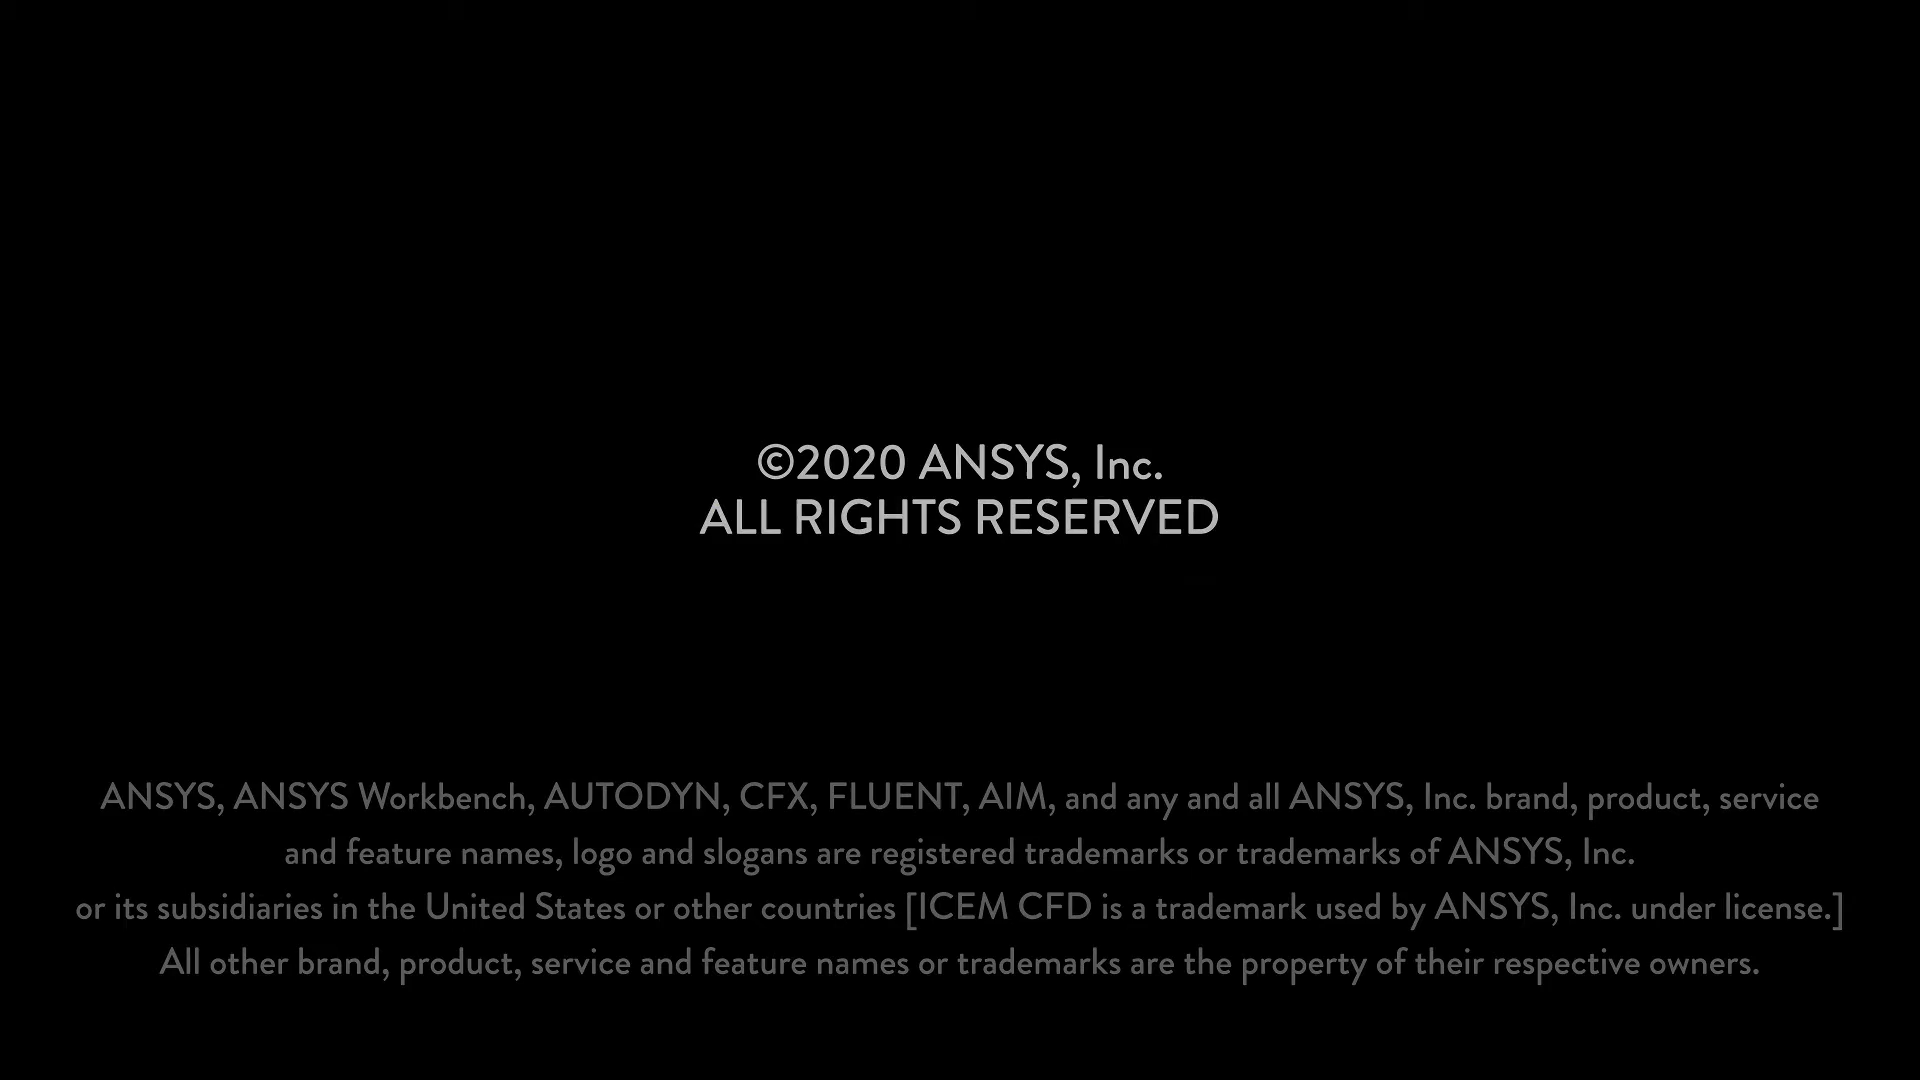 ©2020 ANSYS, Inc.
ALL RIGHTS RESERVED
ANSYS, ANSYS Workbench, AUTODYN, CFX, FLUENT, AIM, and any and all ANSYS, Inc. brand, product, service
and feature names, logo and slogans are registered trademarks or trademarks of ANSYS, Inc.
or its subsidiaries in the United States or other countries [ICEM CFD is a trademark used by ANSYS, Inc. under license.]
All other brand, product, service and feature names or trademarks are the property of their respective owners.